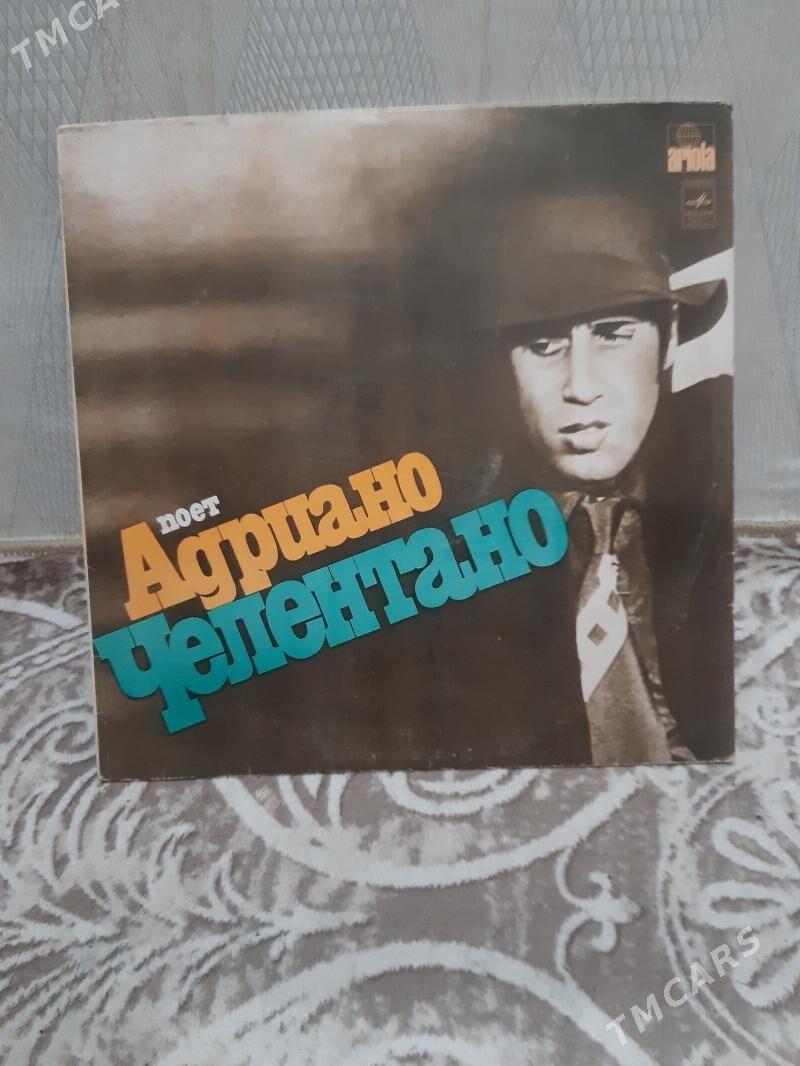 TMCARS
ariola
поет
Адриано
Челентано
TMCARS